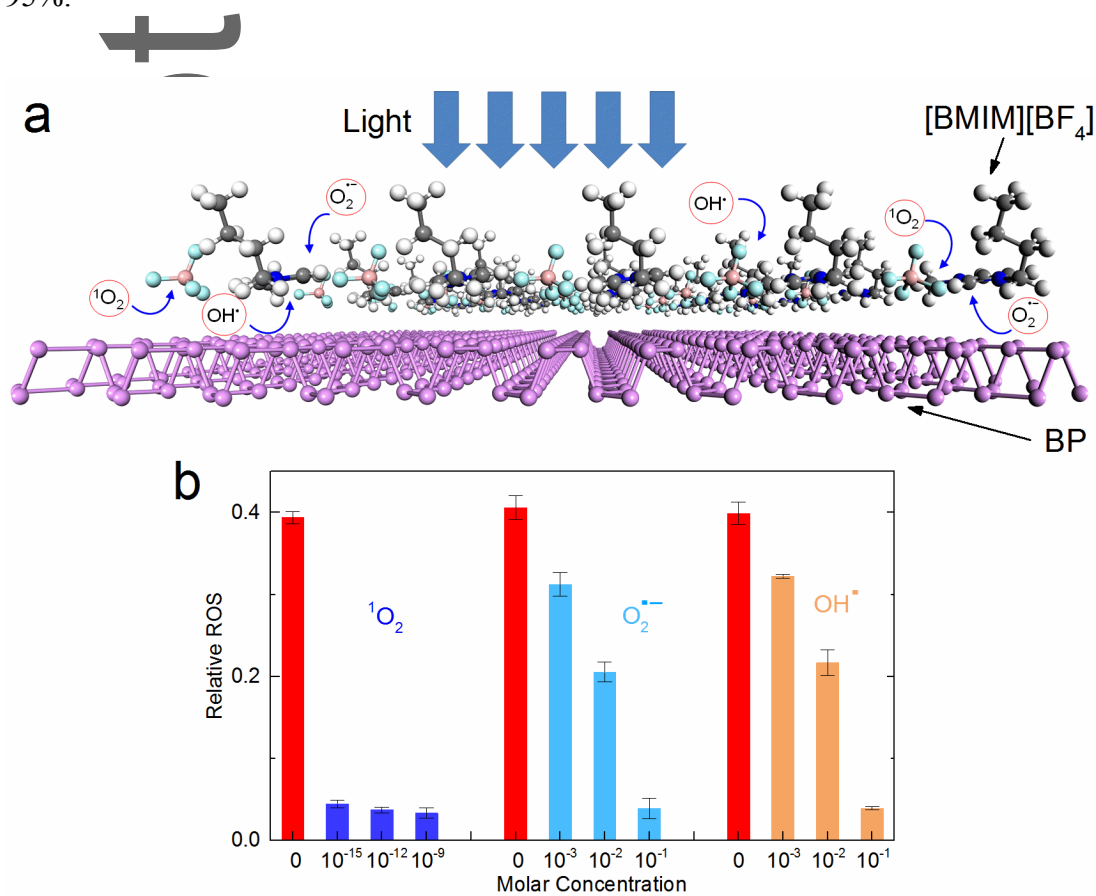 95%.
a
Light
[BMIM][BF₄]
O₂•−
OH•
¹O₂
¹O₂
OH•
O₂•−
BP
b
Relative ROS
0.4
0.2
0.0
¹O₂
O₂•−
OH•
0 10⁻¹⁵ 10⁻¹² 10⁻⁹ 0 10⁻³ 10⁻² 10⁻¹ 0 10⁻³ 10⁻² 10⁻¹
Molar Concentration